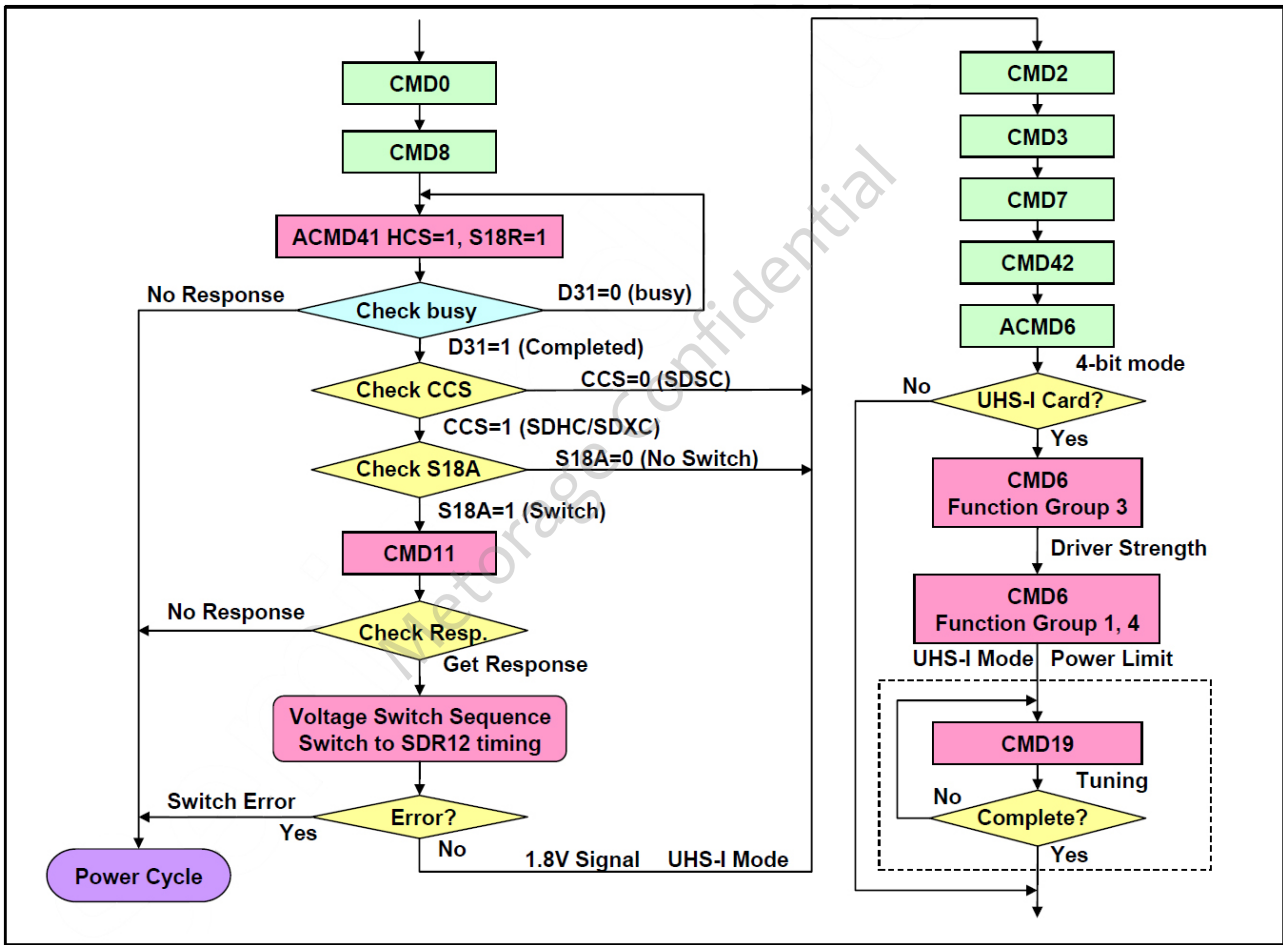 CMD0
CMD8
ACMD41 HCS=1, S18R=1
No Response
D31=0 (busy)
Check busy
D31=1 (Completed)
Check CCS
CCS=0 (SDSC)
CCS=1 (SDHC/SDXC)
Check S18A
S18A=0 (No Switch)
S18A=1 (Switch)
CMD11
No Response
Check Resp.
Get Response
Voltage Switch Sequence
Switch to SDR12 timing
Switch Error
Error?
Yes
No
1.8V Signal UHS-I Mode
Power Cycle
CMD2
CMD3
CMD7
CMD42
ACMD6
4-bit mode
No
UHS-I Card?
Yes
CMD6
Function Group 3
Driver Strength
CMD6
Function Group 1, 4
UHS-I Mode Power Limit
CMD19
Tuning
No
Complete?
Yes
Metorage Confidential